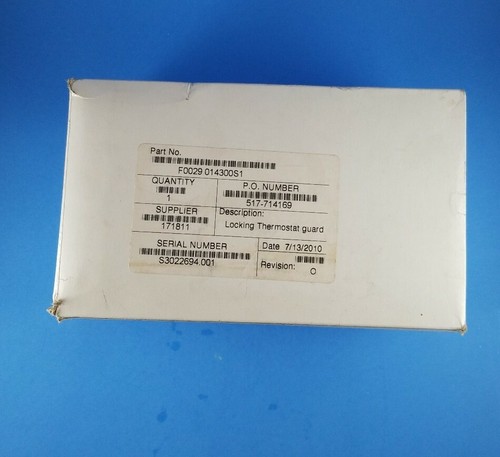 Part No.
F0029 014300S1
QUANTITY
1
P.O. NUMBER
517-714169
SUPPLIER
171811
Description:
Locking Thermostat guard
SERIAL NUMBER
S3022694.001
Date 7/13/2010
Revision:
O